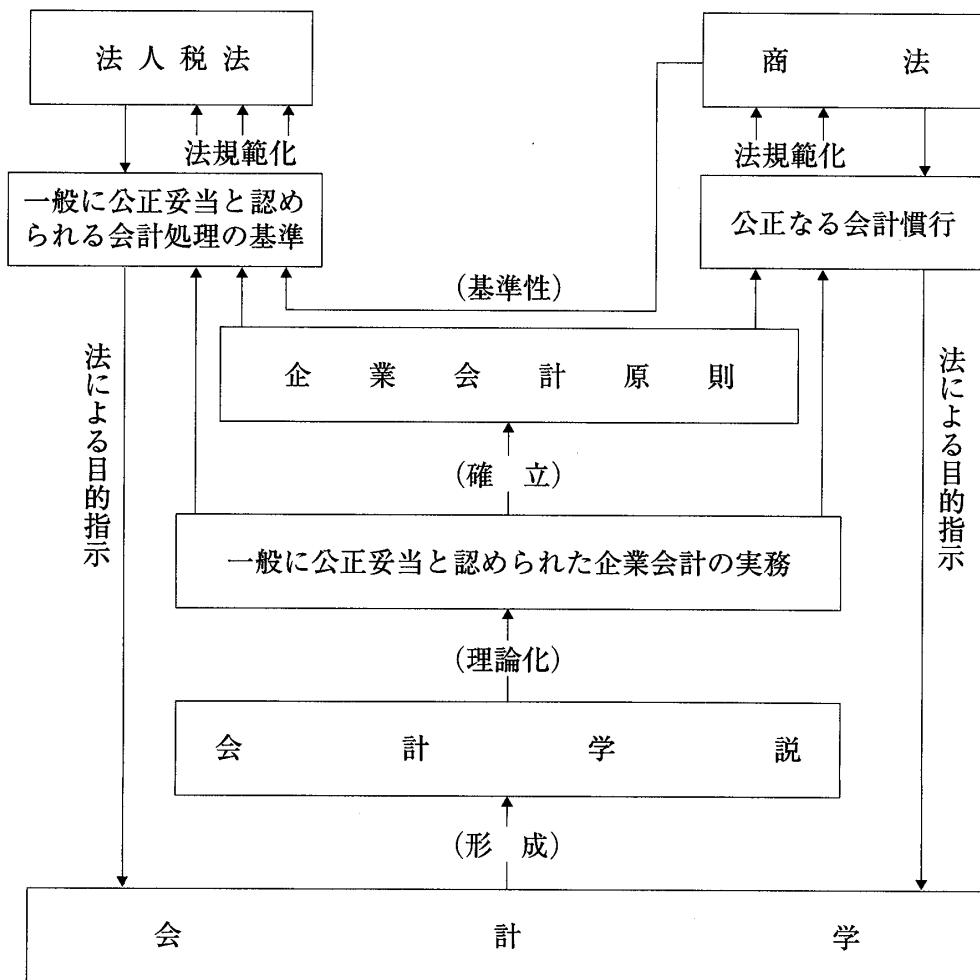 法人税法
商法
法規範化
法規範化
一般に公正妥当と認め
られる会計処理の基準
公正なる会計慣行
(基準性)
企業会計原則
法による目的指示
法による目的指示
(確立)
一般に公正妥当と認められた企業会計の実務
(理論化)
会計学説
(形成)
会計学